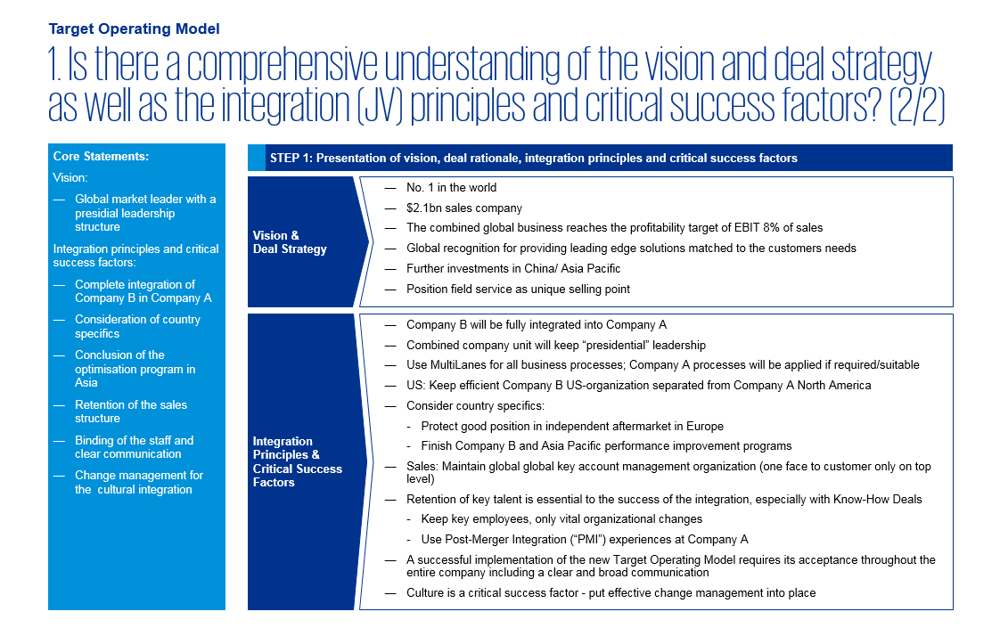 Target Operating Model
1. Is there a comprehensive understanding of the vision and deal strategy
as well as the integration (JV) principles and critical success factors? (2/2)
Core Statements:
Vision:
— Global market leader with a
presidial leadership
structure
Integration principles and critical
success factors:
— Complete integration of
Company B in Company A
— Consideration of country
specifics
— Conclusion of the
optimisation program in
Asia
— Retention of the sales
structure
— Binding of the staff and
clear communication
— Change management for
the cultural integration
STEP 1: Presentation of vision, deal rationale, integration principles and critical success factors
Vision &
Deal Strategy
— No. 1 in the world
— $2.1bn sales company
— The combined global business reaches the profitability target of EBIT 8% of sales
— Global recognition for providing leading edge solutions matched to the customers needs
— Further investments in China/ Asia Pacific
— Position field service as unique selling point
Integration
Principles &
Critical Success
Factors
— Company B will be fully integrated into Company A
— Combined company unit will keep “presidential” leadership
— Use MultiLanes for all business processes; Company A processes will be applied if required/suitable
— US: Keep efficient Company B US-organization separated from Company A North America
— Consider country specifics:
- Protect good position in independent aftermarket in Europe
- Finish Company B and Asia Pacific performance improvement programs
— Sales: Maintain global global key account management organization (one face to customer only on top
level)
— Retention of key talent is essential to the success of the integration, especially with Know-How Deals
- Keep key employees, only vital organizational changes
- Use Post-Merger Integration (“PMI”) experiences at Company A
— A successful implementation of the new Target Operating Model requires its acceptance throughout the
entire company including a clear and broad communication
— Culture is a critical success factor - put effective change management into place